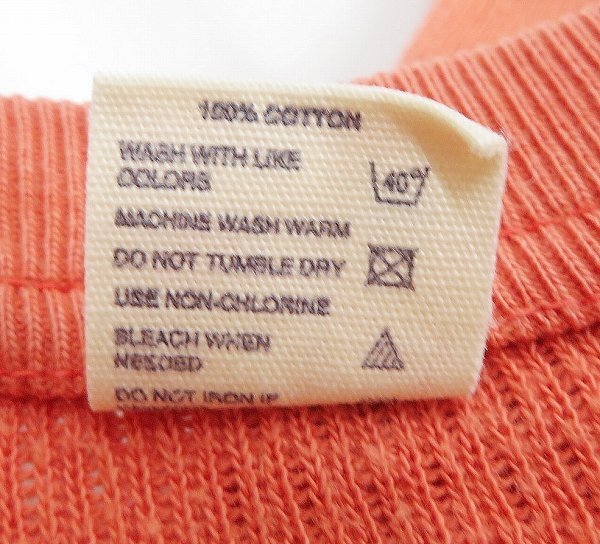 100% COTTON
WASH WITH LIKE
COLORS
40°
MACHINE WASH WARM
DO NOT TUMBLE DRY
USE NON-CHLORINE
BLEACH WHEN
NEEDED
DO NOT IRON IF